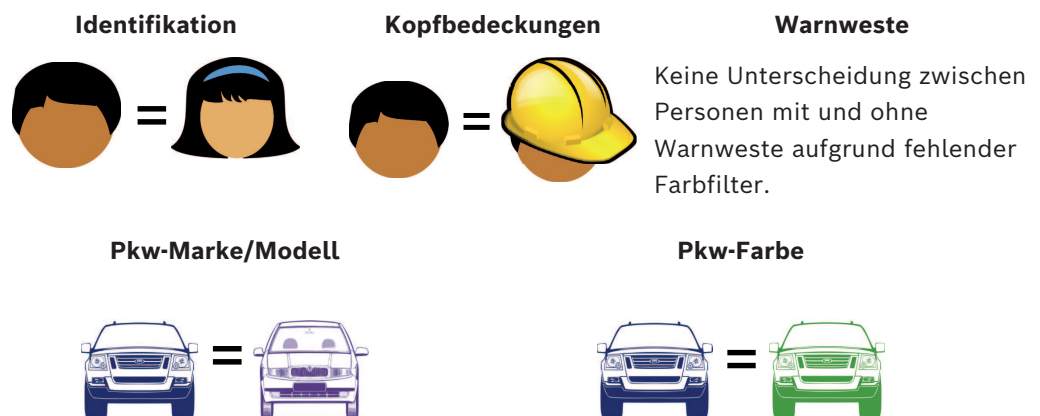 Identifikation
Kopfbedeckungen
Warnweste
=
=
Keine Unterscheidung zwischen
Personen mit und ohne
Warnweste aufgrund fehlender
Farbfilter.
Pkw-Marke/Modell
Pkw-Farbe
=
=